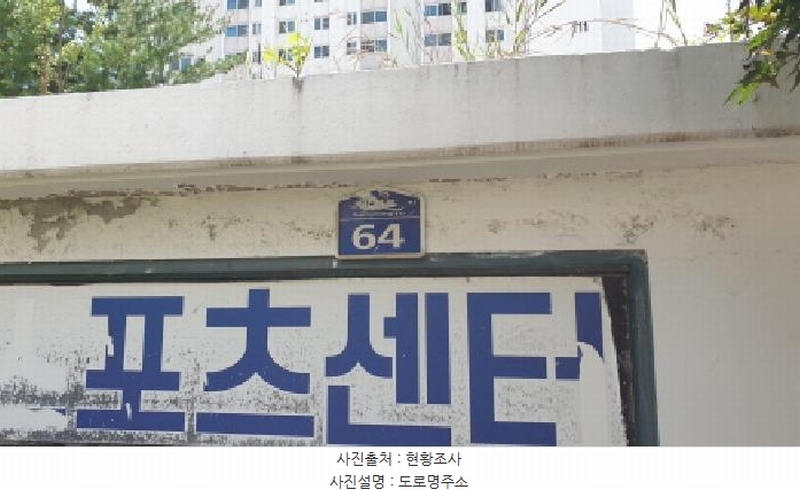 64
포츠센터
사진출처 : 현황조사
사진설명 : 도로명주소